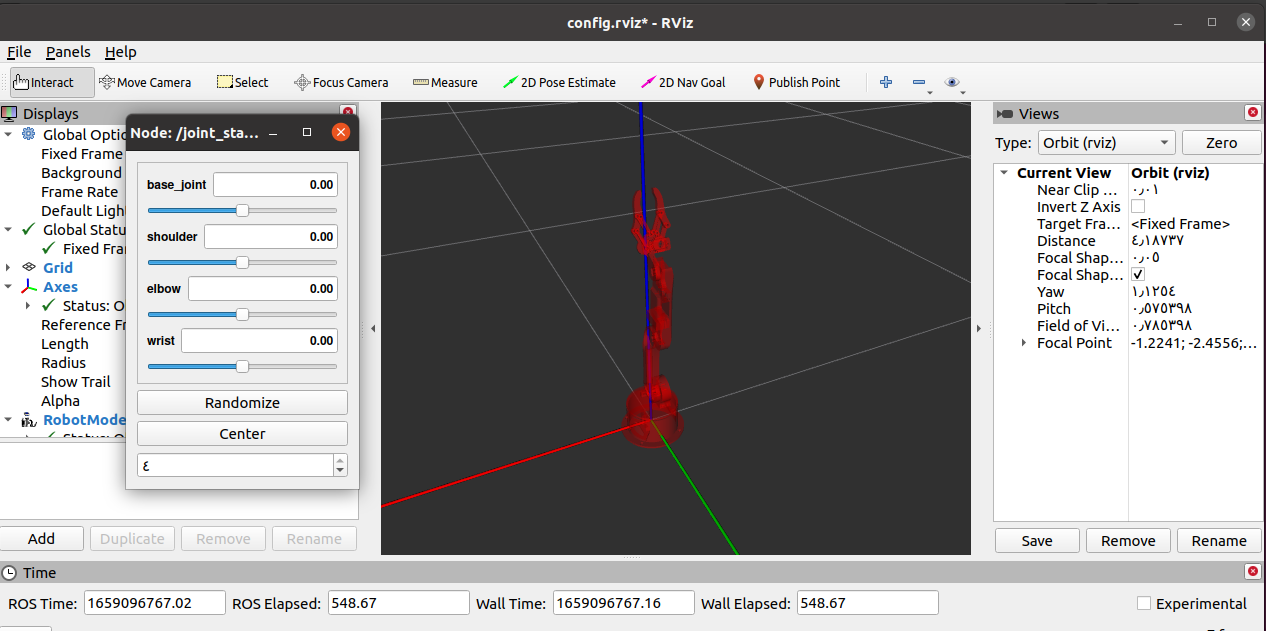 config.rviz* - RViz
File Panels Help
Interact Move Camera Select Focus Camera Measure 2D Pose Estimate 2D Nav Goal Publish Point
Displays
Global Optio
Fixed Frame
Background
Frame Rate
Default Ligh
Global Statu
Fixed Fra
Grid
Axes
Status: O
Reference Fr
Length
Radius
Show Trail
Alpha
RobotMode
Status: O
Add Duplicate Remove Rename
Node: /joint_sta...
base_joint 0.00
shoulder 0.00
elbow 0.00
wrist 0.00
Randomize
Center
٤
Views
Type: Orbit (rviz) Zero
Current View Orbit (rviz)
Near Clip ... ٠٫٠١
Invert Z Axis
Target Fra... <Fixed Frame>
Distance ٤٫١٨٧٣٧
Focal Shap... ٠٫٠٥
Focal Shap...
Yaw ١٫١٢٥٤
Pitch ٠٫٥٧٥٣٩٨
Field of Vi... ٠٫٧٨٥٣٩٨
Focal Point -1.2241; -2.4556;...
Save Remove Rename
Time
ROS Time: 1659096767.02 ROS Elapsed: 548.67 Wall Time: 1659096767.16 Wall Elapsed: 548.67 Experimental